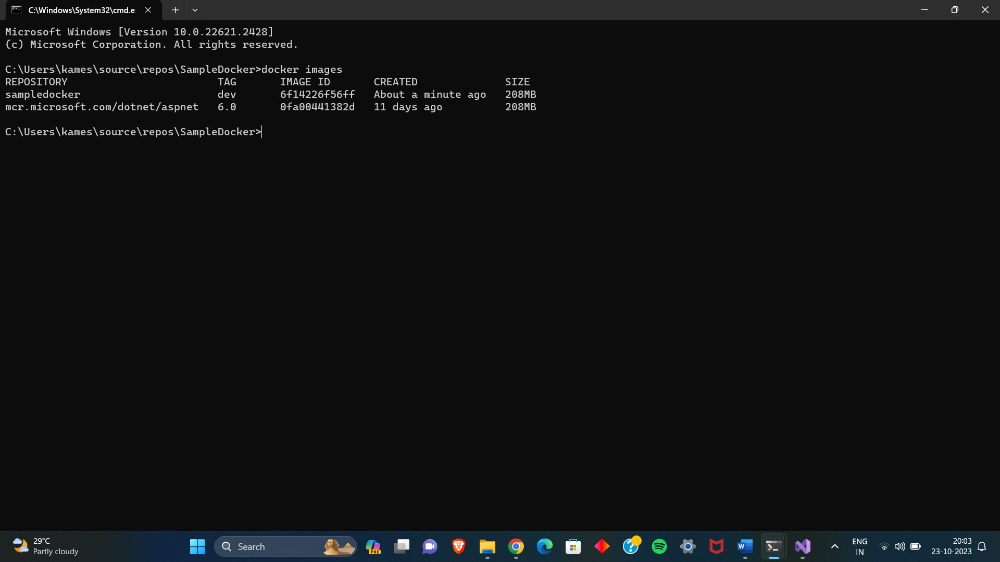 C:\Windows\System32\cmd.e
Microsoft Windows [Version 10.0.22621.2428]
(c) Microsoft Corporation. All rights reserved.
C:\Users\kames\source\repos\SampleDocker>docker images
REPOSITORY TAG IMAGE ID CREATED SIZE
sampledocker dev 6f14226f56ff About a minute ago 208MB
mcr.microsoft.com/dotnet/aspnet 6.0 0fa00441382d 11 days ago 208MB
C:\Users\kames\source\repos\SampleDocker>
29°C
Partly cloudy
Search
PRE
W
ENG
IN
20:03
23-10-2023